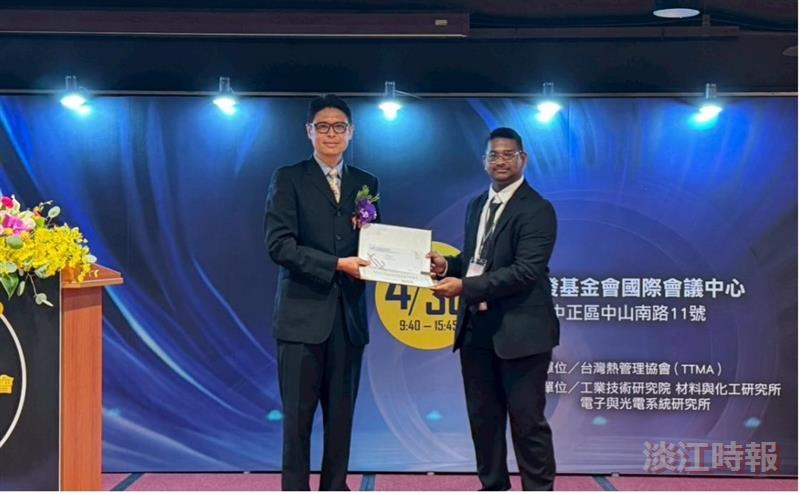 4/30
9:40 — 15:45
發基金會國際會議中心
中正區中山南路11號
單位／台灣熱管理協會（TTMA）
單位／工業技術研究院 材料與化工研究所
電子與光電系統研究所
會
淡江時報